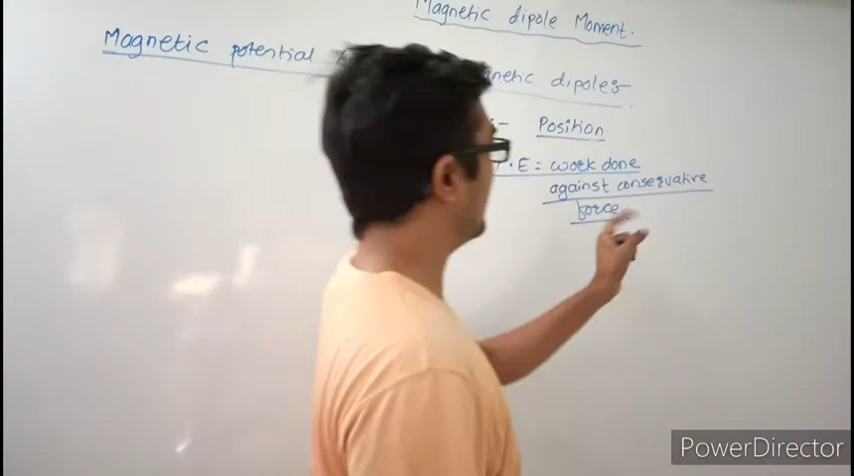 Magnetic dipole Moment.
Magnetic potential
netic dipoles
Position
P.E = work done
against conservative
force
PowerDirector